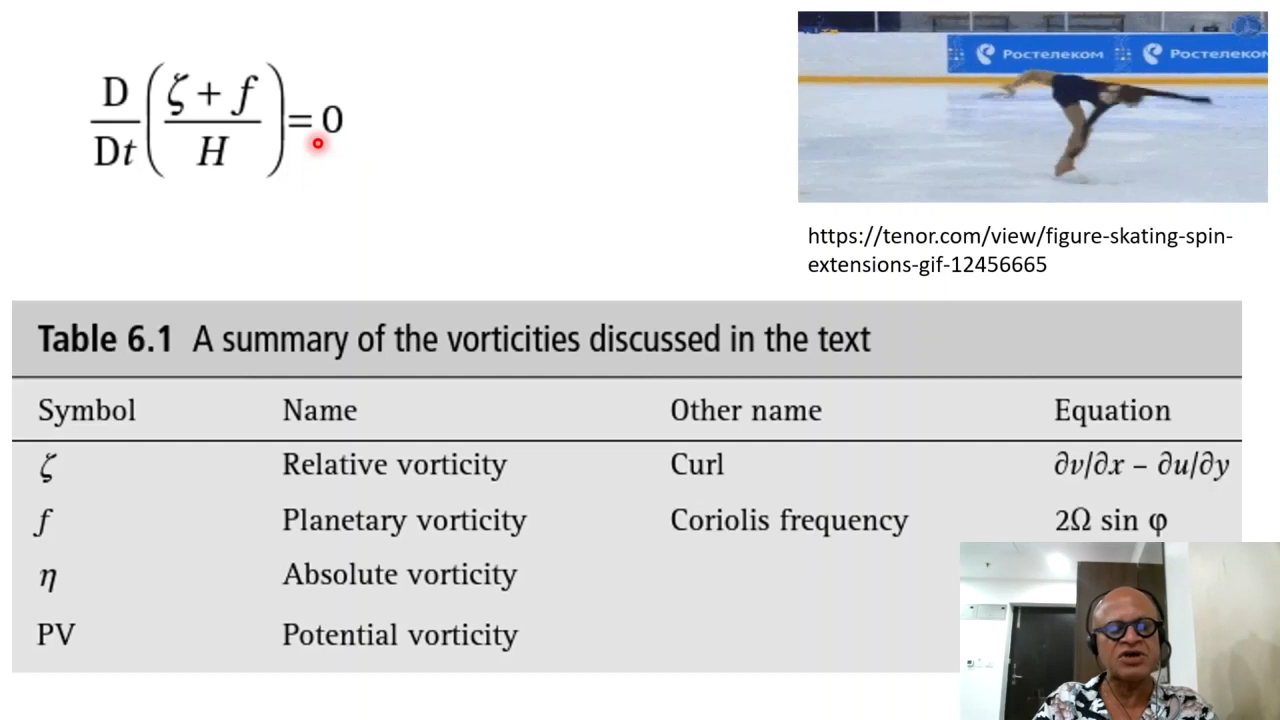 D/Dt ((ζ + f)/H) = 0
Ростелеком Ростелеком
https://tenor.com/view/figure-skating-spin-
extensions-gif-12456665
Table 6.1 A summary of the vorticities discussed in the text
Symbol Name Other name Equation
ζ Relative vorticity Curl ∂v/∂x – ∂u/∂y
f Planetary vorticity Coriolis frequency 2Ω sin φ
η Absolute vorticity
PV Potential vorticity